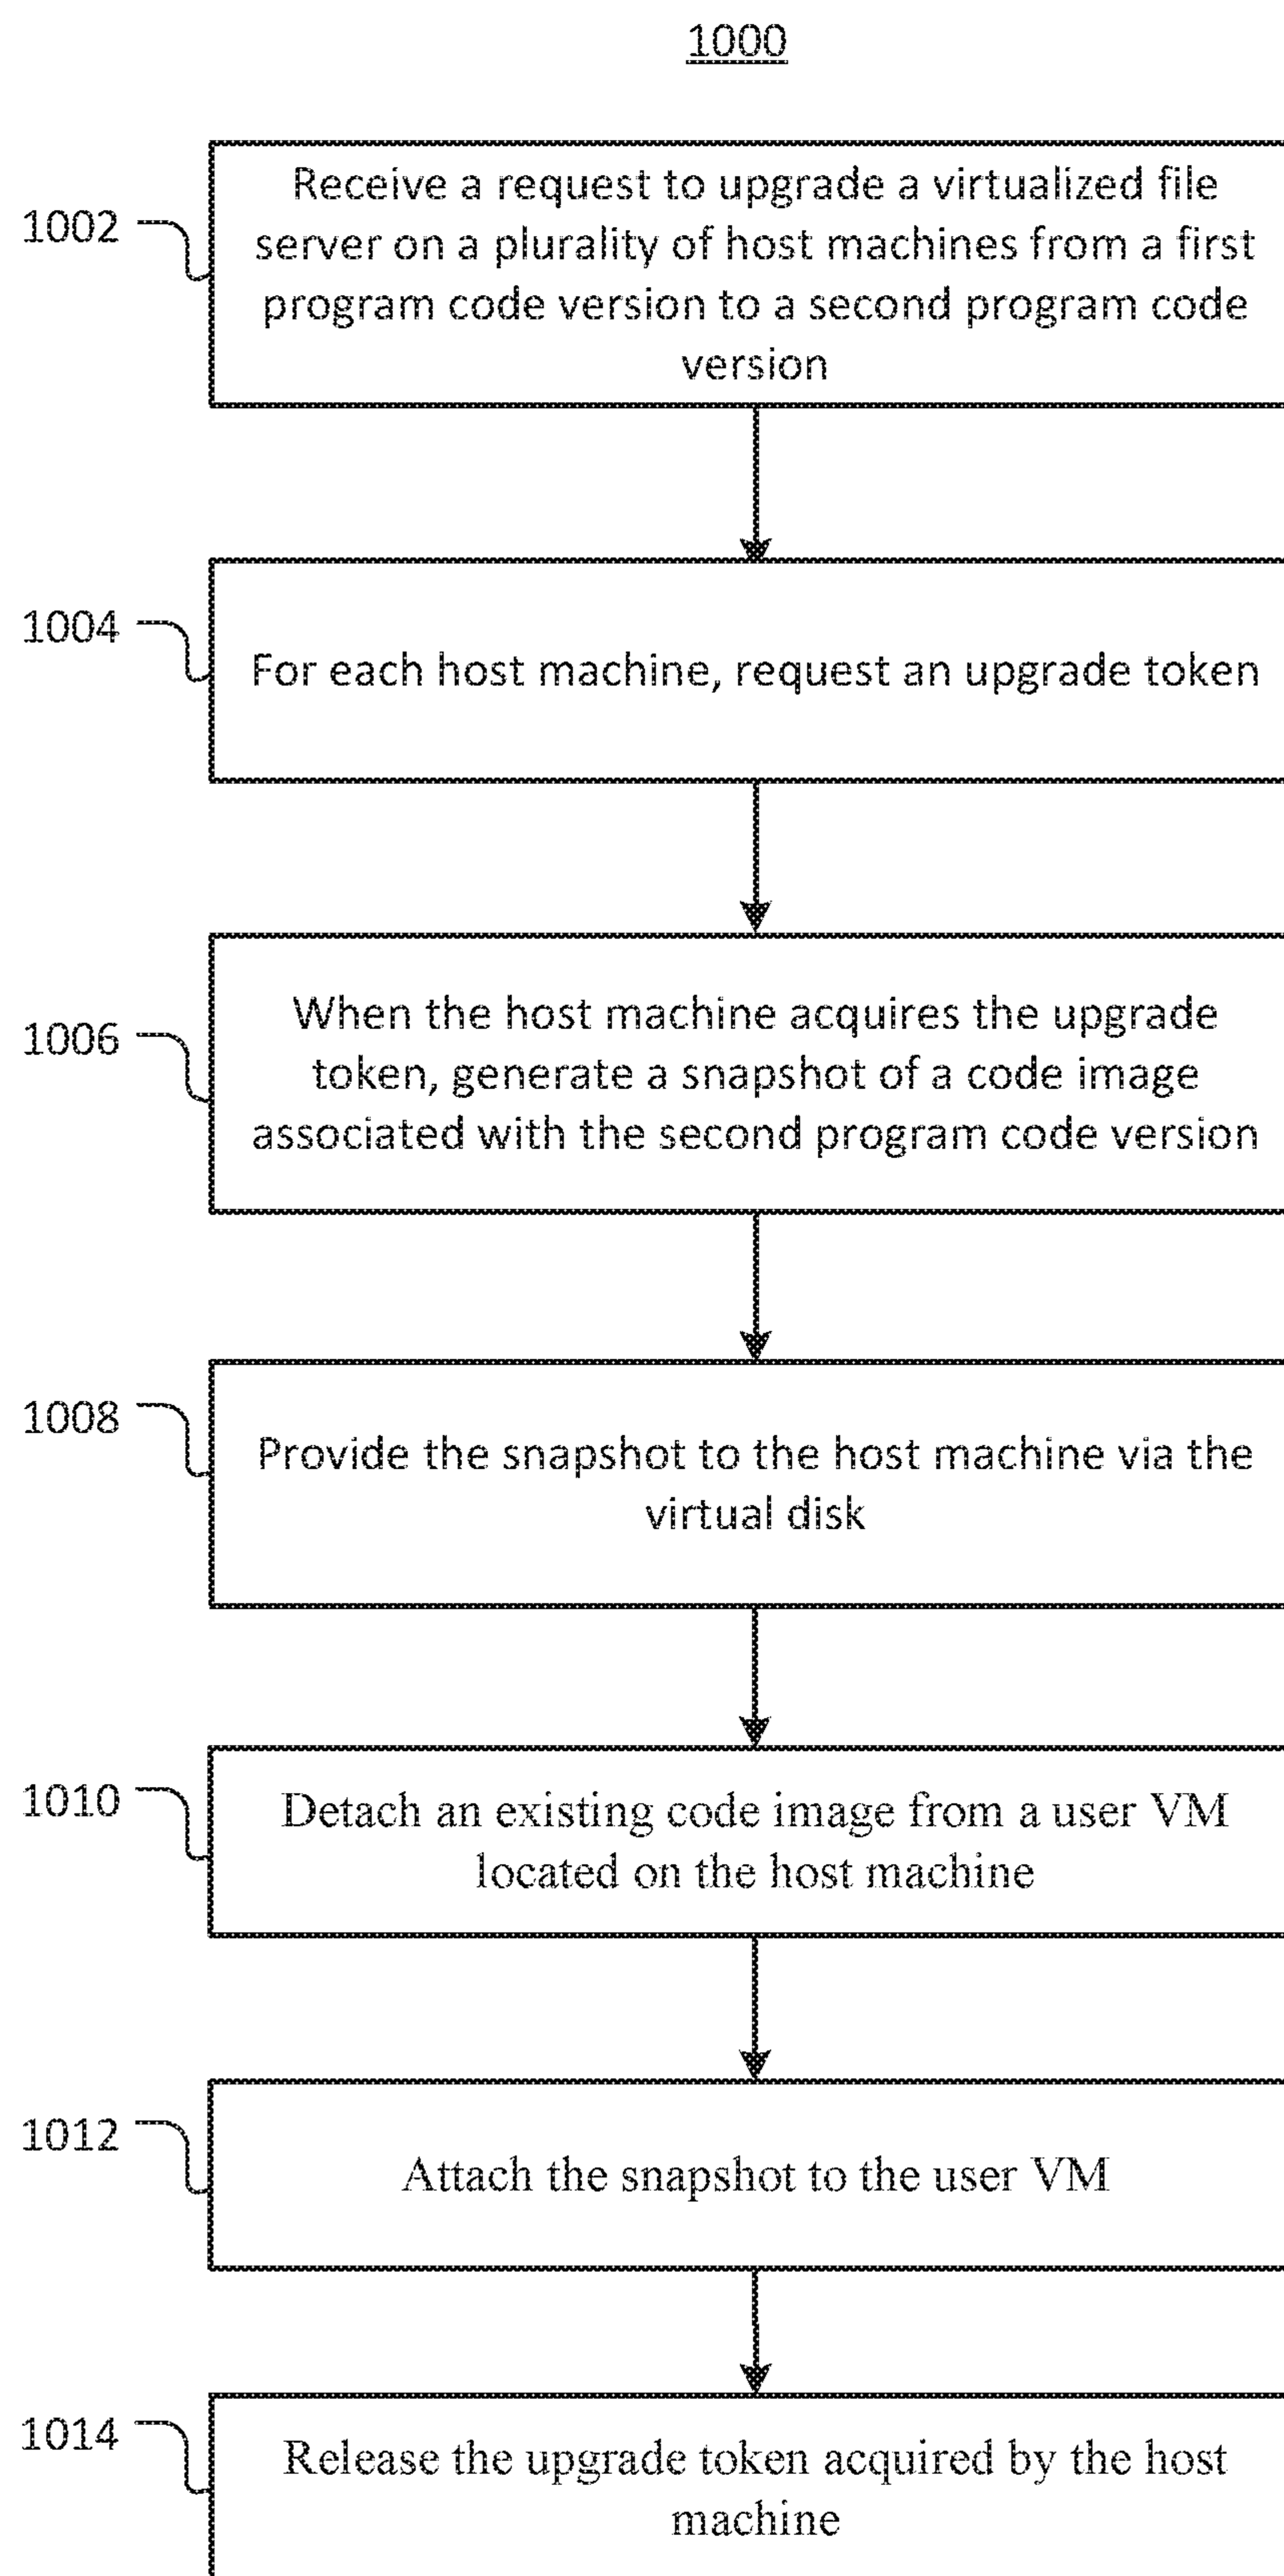 1000
1002
Receive a request to upgrade a virtualized file
server on a plurality of host machines from a first
program code version to a second program code
version
1004
For each host machine, request an upgrade token
1006
When the host machine acquires the upgrade
token, generate a snapshot of a code image
associated with the second program code version
1008
Provide the snapshot to the host machine via the
virtual disk
1010
Detach an existing code image from a user VM
located on the host machine
1012
Attach the snapshot to the user VM
1014
Release the upgrade token acquired by the host
machine